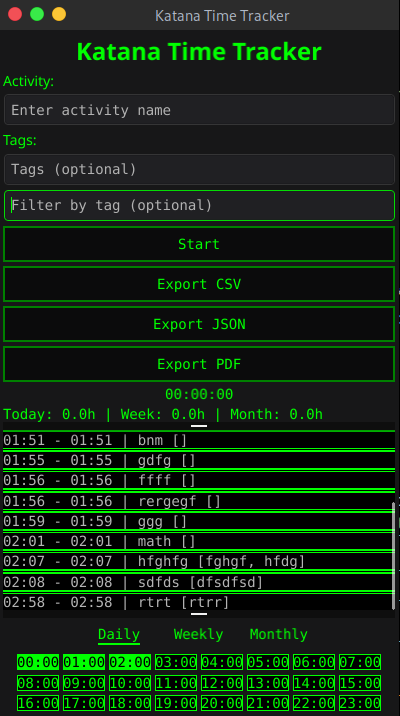 Katana Time Tracker
Katana Time Tracker
Activity:
Enter activity name
Tags:
Tags (optional)
Filter by tag (optional)
Start
Export CSV
Export JSON
Export PDF
00:00:00
Today: 0.0h | Week: 0.0h | Month: 0.0h
01:51 - 01:51 | bnm []
01:55 - 01:55 | gdfg []
01:56 - 01:56 | ffff []
01:56 - 01:56 | rergegf []
01:59 - 01:59 | ggg []
02:01 - 02:01 | math []
02:07 - 02:07 | hfghfg [fghgf, hfdg]
02:08 - 02:08 | sdfds [dfsdfsd]
02:58 - 02:58 | rtrt [rtrr]
Daily Weekly Monthly
00:00 01:00 02:00 03:00 04:00 05:00 06:00 07:00
08:00 09:00 10:00 11:00 12:00 13:00 14:00 15:00
16:00 17:00 18:00 19:00 20:00 21:00 22:00 23:00